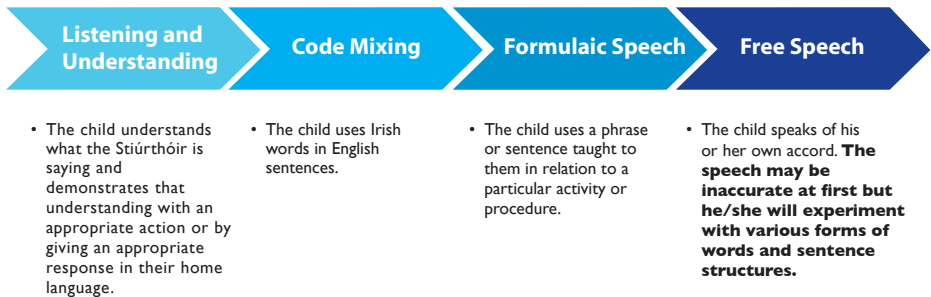 Listening and
Understanding
Code Mixing
Formulaic Speech
Free Speech
• The child understands
what the Stiúrthóir is
saying and
demonstrates that
understanding with an
appropriate action or by
giving an appropriate
response in their home
language.
• The child uses Irish
words in English
sentences.
• The child uses a phrase
or sentence taught to
them in relation to a
particular activity or
procedure.
• The child speaks of his
or her own accord. The
speech may be
inaccurate at first but
he/she will experiment
with various forms of
words and sentence
structures.